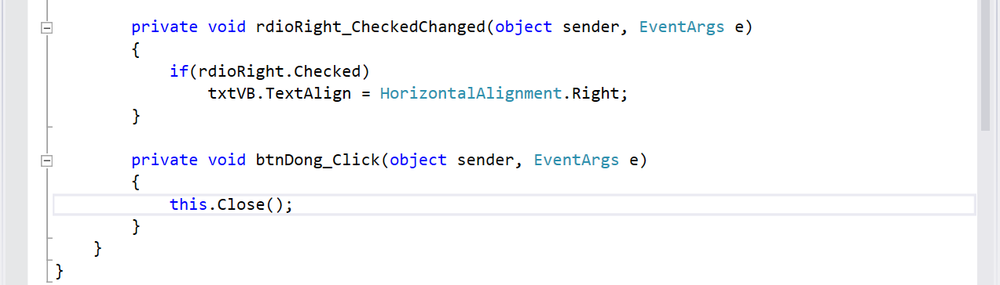 private void rdioRight_CheckedChanged(object sender, EventArgs e)
{
if(rdioRight.Checked)
txtVB.TextAlign = HorizontalAlignment.Right;
}
private void btnDong_Click(object sender, EventArgs e)
{
this.Close();
}
}
}